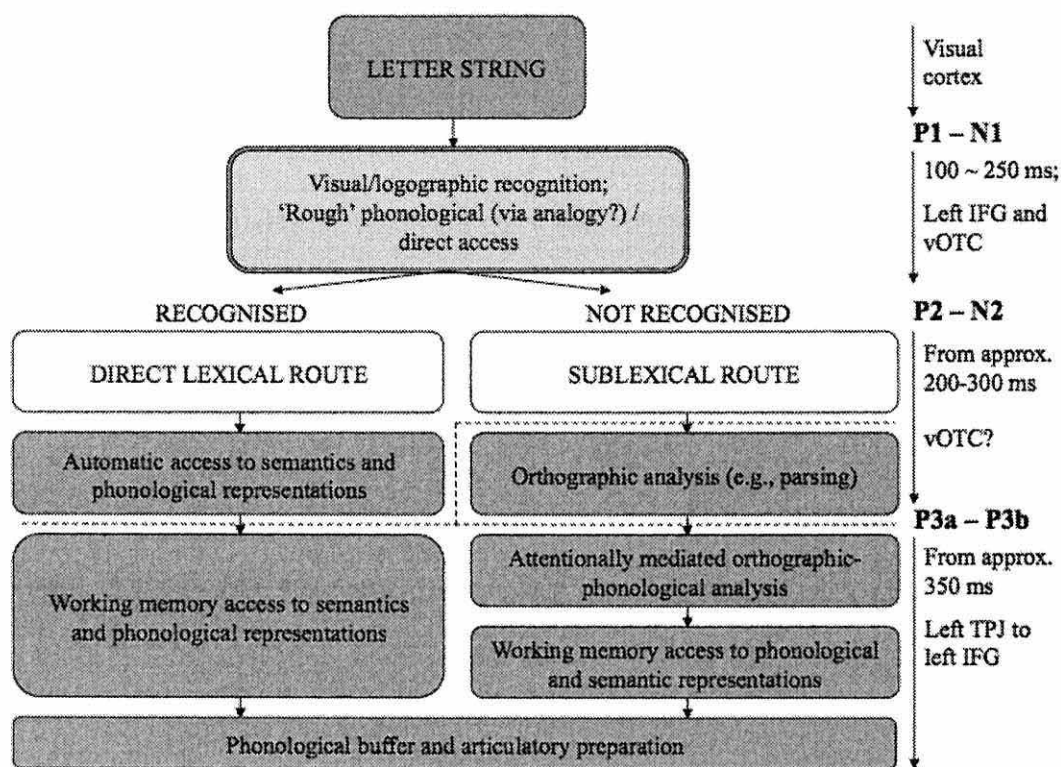 LETTER STRING
Visual
cortex
P1 – N1
Visual/logographic recognition;
‘Rough’ phonological (via analogy?) /
direct access
100 ~ 250 ms;
Left IFG and
vOTC
RECOGNISED
NOT RECOGNISED
P2 – N2
DIRECT LEXICAL ROUTE
SUBLEXICAL ROUTE
From approx.
200-300 ms
vOTC?
Automatic access to semantics and
phonological representations
Orthographic analysis (e.g., parsing)
P3a – P3b
Working memory access to semantics
and phonological representations
Attentionally mediated orthographic-
phonological analysis
Working memory access to phonological
and semantic representations
From approx.
350 ms
Left TPJ to
left IFG
Phonological buffer and articulatory preparation